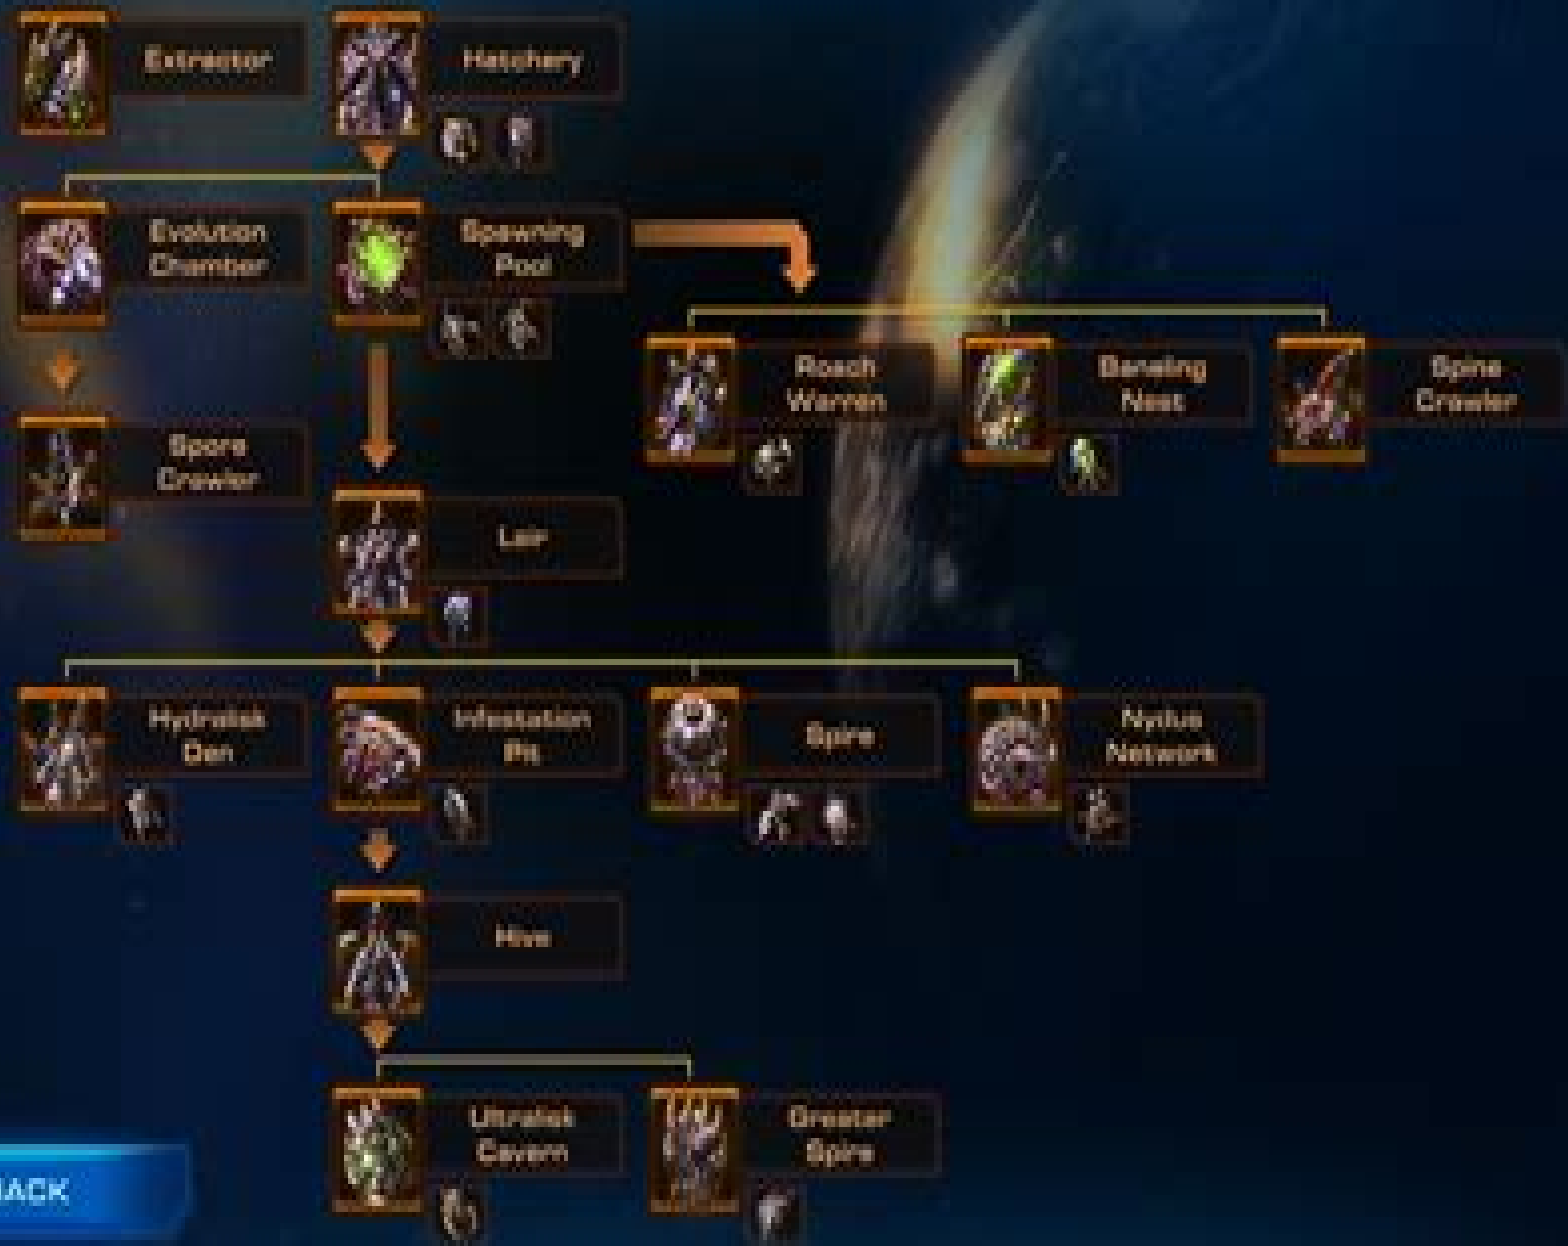 Extractor
Hatchery
Evolution
Chamber
Spawning
Pool
Roach
Warren
Baneling
Nest
Spine
Crawler
Spore
Crawler
Lair
Hydralisk
Den
Infestation
Pit
Spire
Nydus
Network
Hive
Ultralisk
Cavern
Greater
Spire
BACK